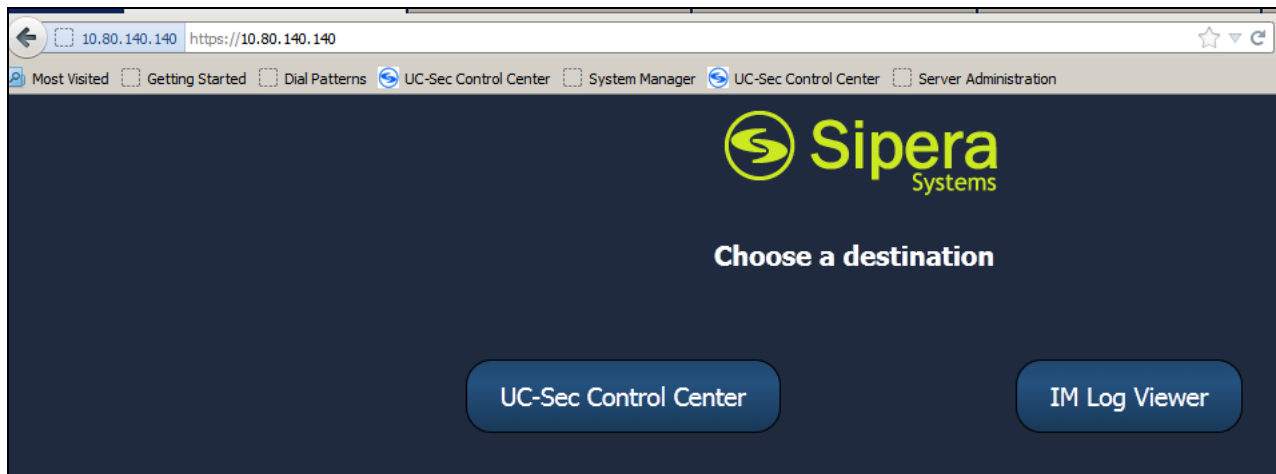 10.80.140.140 https://10.80.140.140
Most Visited Getting Started Dial Patterns UC-Sec Control Center System Manager UC-Sec Control Center Server Administration
Sipera
Systems
Choose a destination
UC-Sec Control Center IM Log Viewer